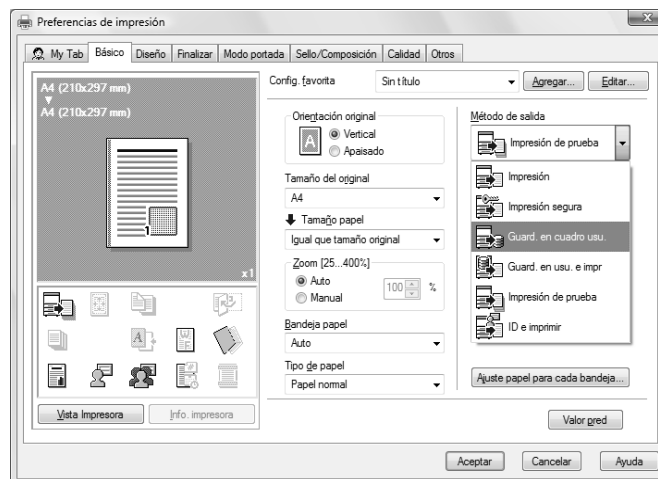 Preferencias de impresión
My Tab Básico Diseño Finalizar Modo portada Sello/Composición Calidad Otros
A4 (210x297 mm)
A4 (210x297 mm)
1
x1
Vista Impresora Info. impresora
Config. favorita Sin título Agregar... Editar...
Orientación original
A
Vertical
Apaisado
Tamaño del original
A4
Tamaño papel
Igual que tamaño original
Zoom [25...400%]
Auto
Manual
100 %
Bandeja papel
Auto
Tipo de papel
Papel normal
Método de salida
Impresión de prueba
Impresión
Impresión segura
Guard. en cuadro usu.
Guard. en usu. e impr
Impresión de prueba
ID e imprimir
Ajuste papel para cada bandeja...
Valor pred
Aceptar Cancelar Ayuda